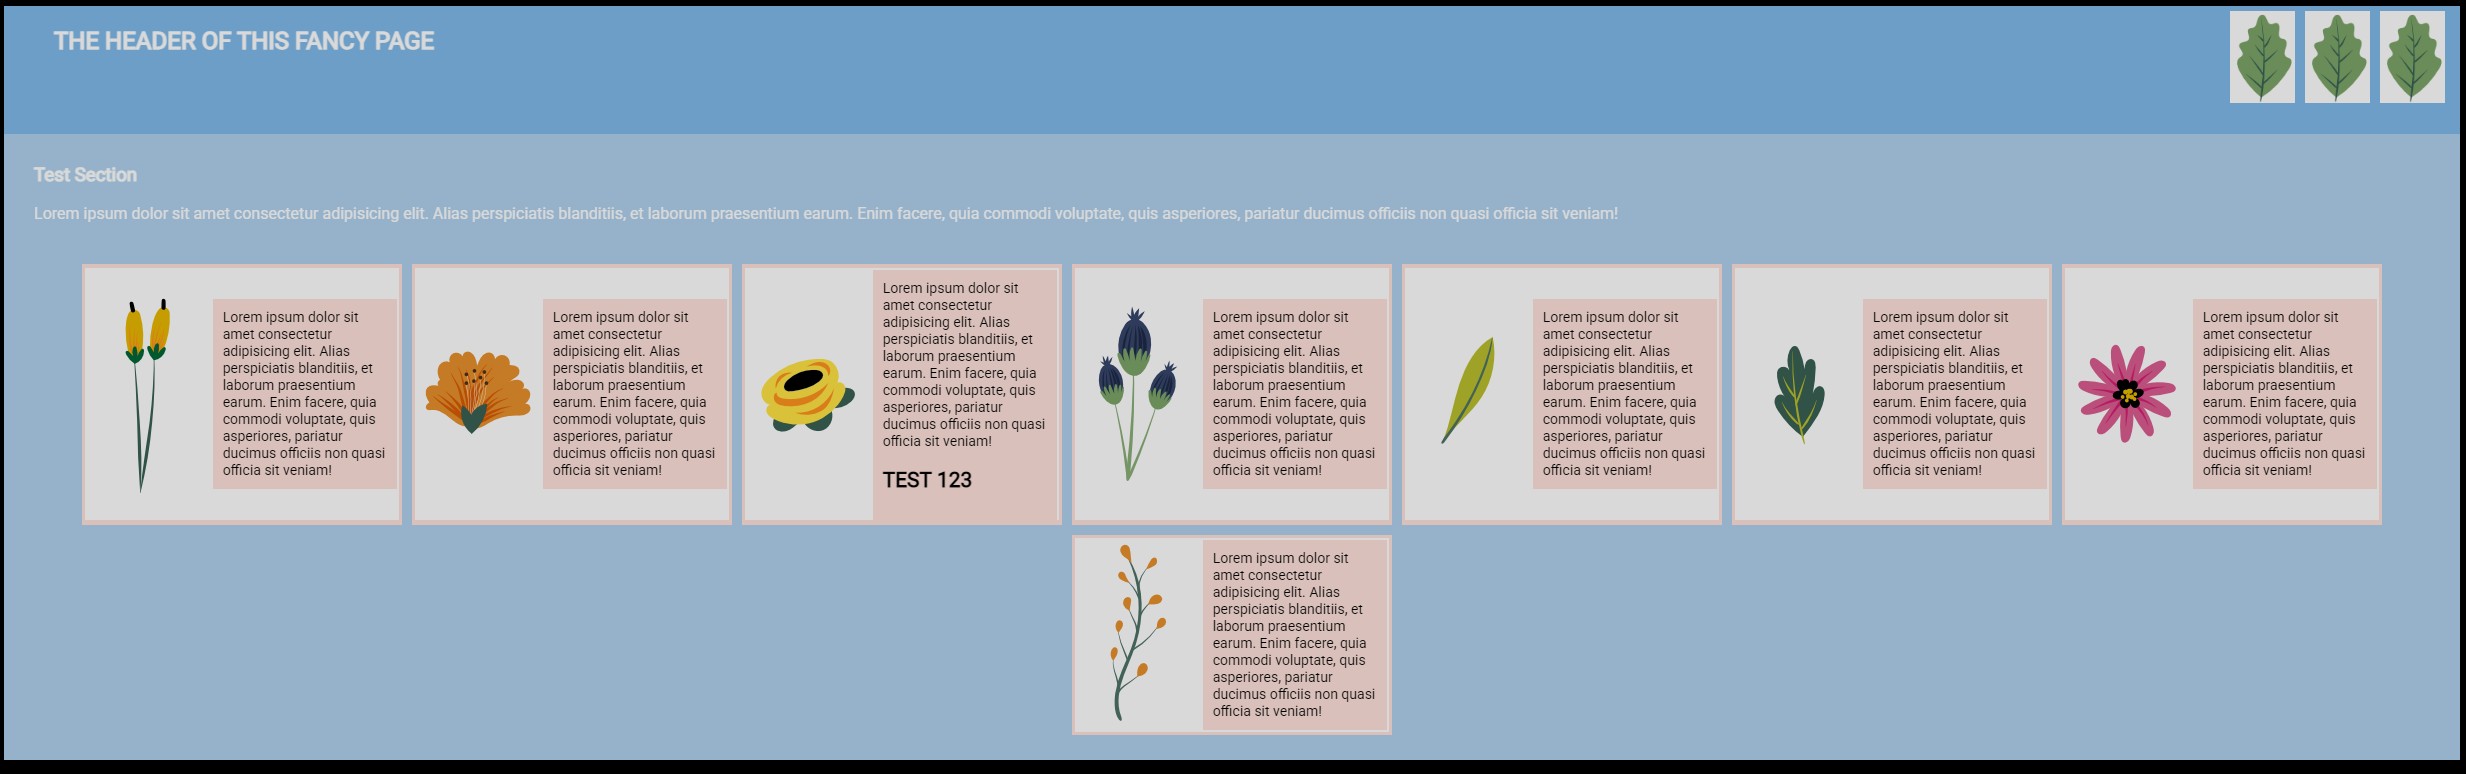 THE HEADER OF THIS FANCY PAGE
Test Section
Lorem ipsum dolor sit amet consectetur adipisicing elit. Alias perspiciatis blanditiis, et laborum praesentium earum. Enim facere, quia commodi voluptate, quis asperiores, pariatur ducimus officiis non quasi officia sit veniam!
Lorem ipsum dolor sit
amet consectetur
adipisicing elit. Alias
perspiciatis blanditiis, et
laborum praesentium
earum. Enim facere, quia
commodi voluptate, quis
asperiores, pariatur
ducimus officiis non quasi
officia sit veniam!
Lorem ipsum dolor sit
amet consectetur
adipisicing elit. Alias
perspiciatis blanditiis, et
laborum praesentium
earum. Enim facere, quia
commodi voluptate, quis
asperiores, pariatur
ducimus officiis non quasi
officia sit veniam!
Lorem ipsum dolor sit
amet consectetur
adipisicing elit. Alias
perspiciatis blanditiis, et
laborum praesentium
earum. Enim facere, quia
commodi voluptate, quis
asperiores, pariatur
ducimus officiis non quasi
officia sit veniam!
TEST 123
Lorem ipsum dolor sit
amet consectetur
adipisicing elit. Alias
perspiciatis blanditiis, et
laborum praesentium
earum. Enim facere, quia
commodi voluptate, quis
asperiores, pariatur
ducimus officiis non quasi
officia sit veniam!
Lorem ipsum dolor sit
amet consectetur
adipisicing elit. Alias
perspiciatis blanditiis, et
laborum praesentium
earum. Enim facere, quia
commodi voluptate, quis
asperiores, pariatur
ducimus officiis non quasi
officia sit veniam!
Lorem ipsum dolor sit
amet consectetur
adipisicing elit. Alias
perspiciatis blanditiis, et
laborum praesentium
earum. Enim facere, quia
commodi voluptate, quis
asperiores, pariatur
ducimus officiis non quasi
officia sit veniam!
Lorem ipsum dolor sit
amet consectetur
adipisicing elit. Alias
perspiciatis blanditiis, et
laborum praesentium
earum. Enim facere, quia
commodi voluptate, quis
asperiores, pariatur
ducimus officiis non quasi
officia sit veniam!
Lorem ipsum dolor sit
amet consectetur
adipisicing elit. Alias
perspiciatis blanditiis, et
laborum praesentium
earum. Enim facere, quia
commodi voluptate, quis
asperiores, pariatur
ducimus officiis non quasi
officia sit veniam!